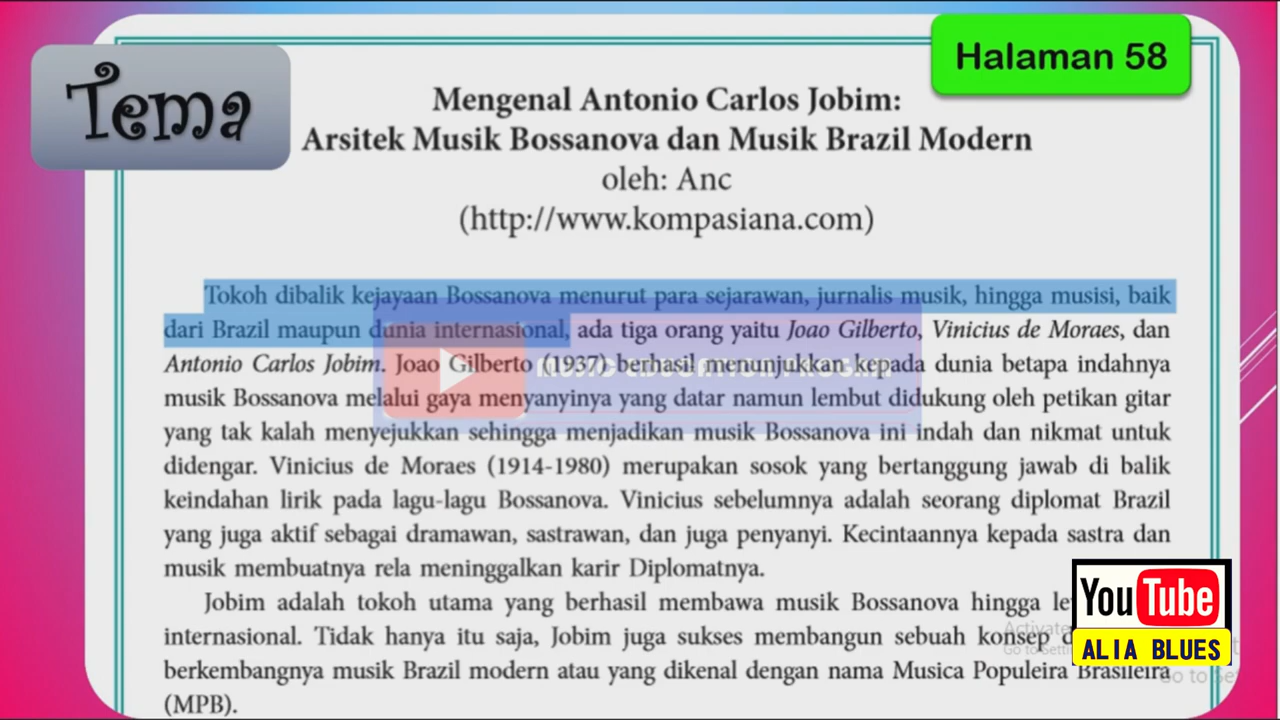 Tema
Halaman 58
Mengenal Antonio Carlos Jobim:
Arsitek Musik Bossanova dan Musik Brazil Modern
oleh: Anc
(http://www.kompasiana.com)
Tokoh dibalik kejayaan Bossanova menurut para sejarawan, jurnalis musik, hingga musisi, baik
dari Brazil maupun dunia internasional, ada tiga orang yaitu Joao Gilberto, Vinicius de Moraes, dan
Antonio Carlos Jobim. Joao Gilberto (1937) berhasil menunjukkan kepada dunia betapa indahnya
musik Bossanova melalui gaya menyanyinya yang datar namun lembut didukung oleh petikan gitar
yang tak kalah menyejukkan sehingga menjadikan musik Bossanova ini indah dan nikmat untuk
didengar. Vinicius de Moraes (1914-1980) merupakan sosok yang bertanggung jawab di balik
keindahan lirik pada lagu-lagu Bossanova. Vinicius sebelumnya adalah seorang diplomat Brazil
yang juga aktif sebagai dramawan, sastrawan, dan juga penyanyi. Kecintaannya kepada sastra dan
musik membuatnya rela meninggalkan karir Diplomatnya.
Jobim adalah tokoh utama yang berhasil membawa musik Bossanova hingga
internasional. Tidak hanya itu saja, Jobim juga sukses membangun sebuah konsep
berkembangnya musik Brazil modern atau yang dikenal dengan nama Musica Populeira Brasileira
(MPB).
YouTube
ALIA BLUES